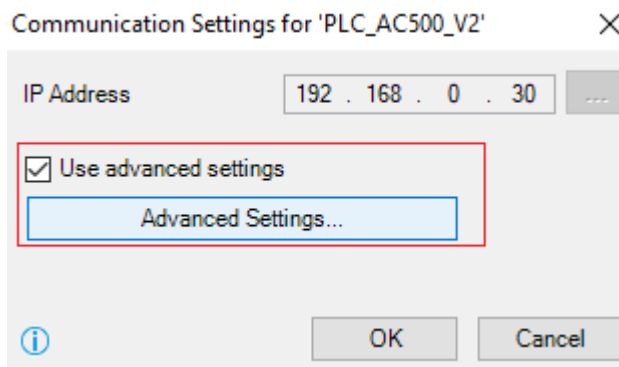 Communication Settings for 'PLC_AC500_V2'
IP Address 192 . 168 . 0 . 30 ...
Use advanced settings
Advanced Settings...
OK Cancel